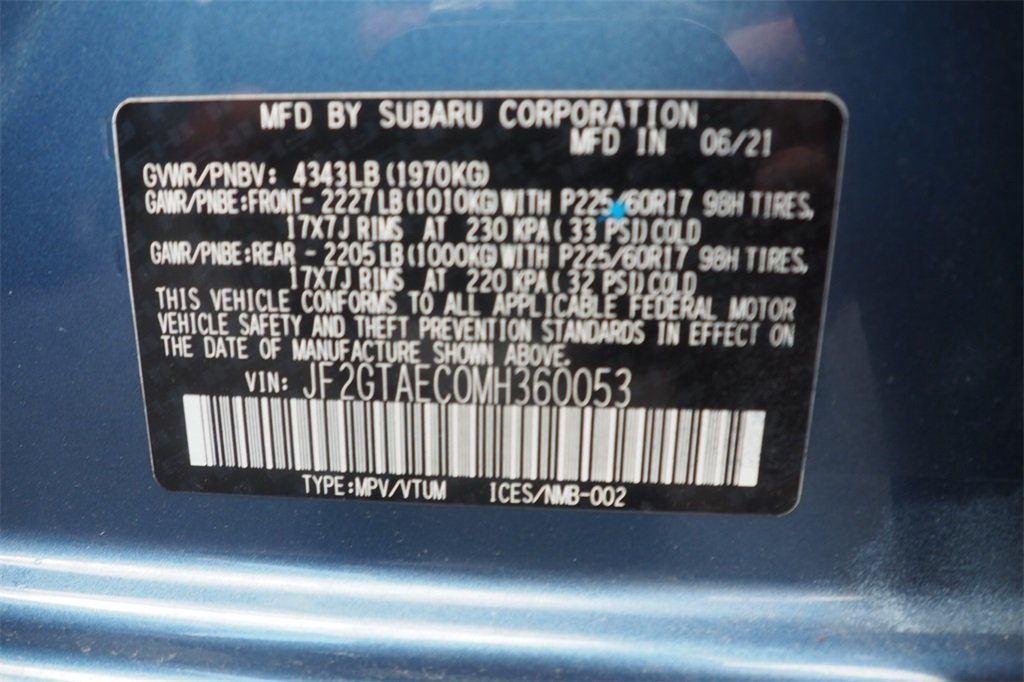 MFD BY SUBARU CORPORATION
MFD IN 06/21
GVWR/PNBV: 4343LB(1970KG)
GAWR/PNBE:FRONT- 2227LB(1010KG)WITH P225/60R17 98H TIRES,
17X7J RIMS AT 230 KPA(33 PSI)COLD
GAWR/PNBE:REAR - 2205LB(1000KG)WITH P225/60R17 98H TIRES,
17X7J RIMS AT 220 KPA(32 PSI)COLD
THIS VEHICLE CONFORMS TO ALL APPLICABLE FEDERAL MOTOR
VEHICLE SAFETY AND THEFT PREVENTION STANDARDS IN EFFECT ON
THE DATE OF MANUFACTURE SHOWN ABOVE.
VIN: JF2GTAEC0MH360053
TYPE:MPV/VTUM ICES/NMB-002